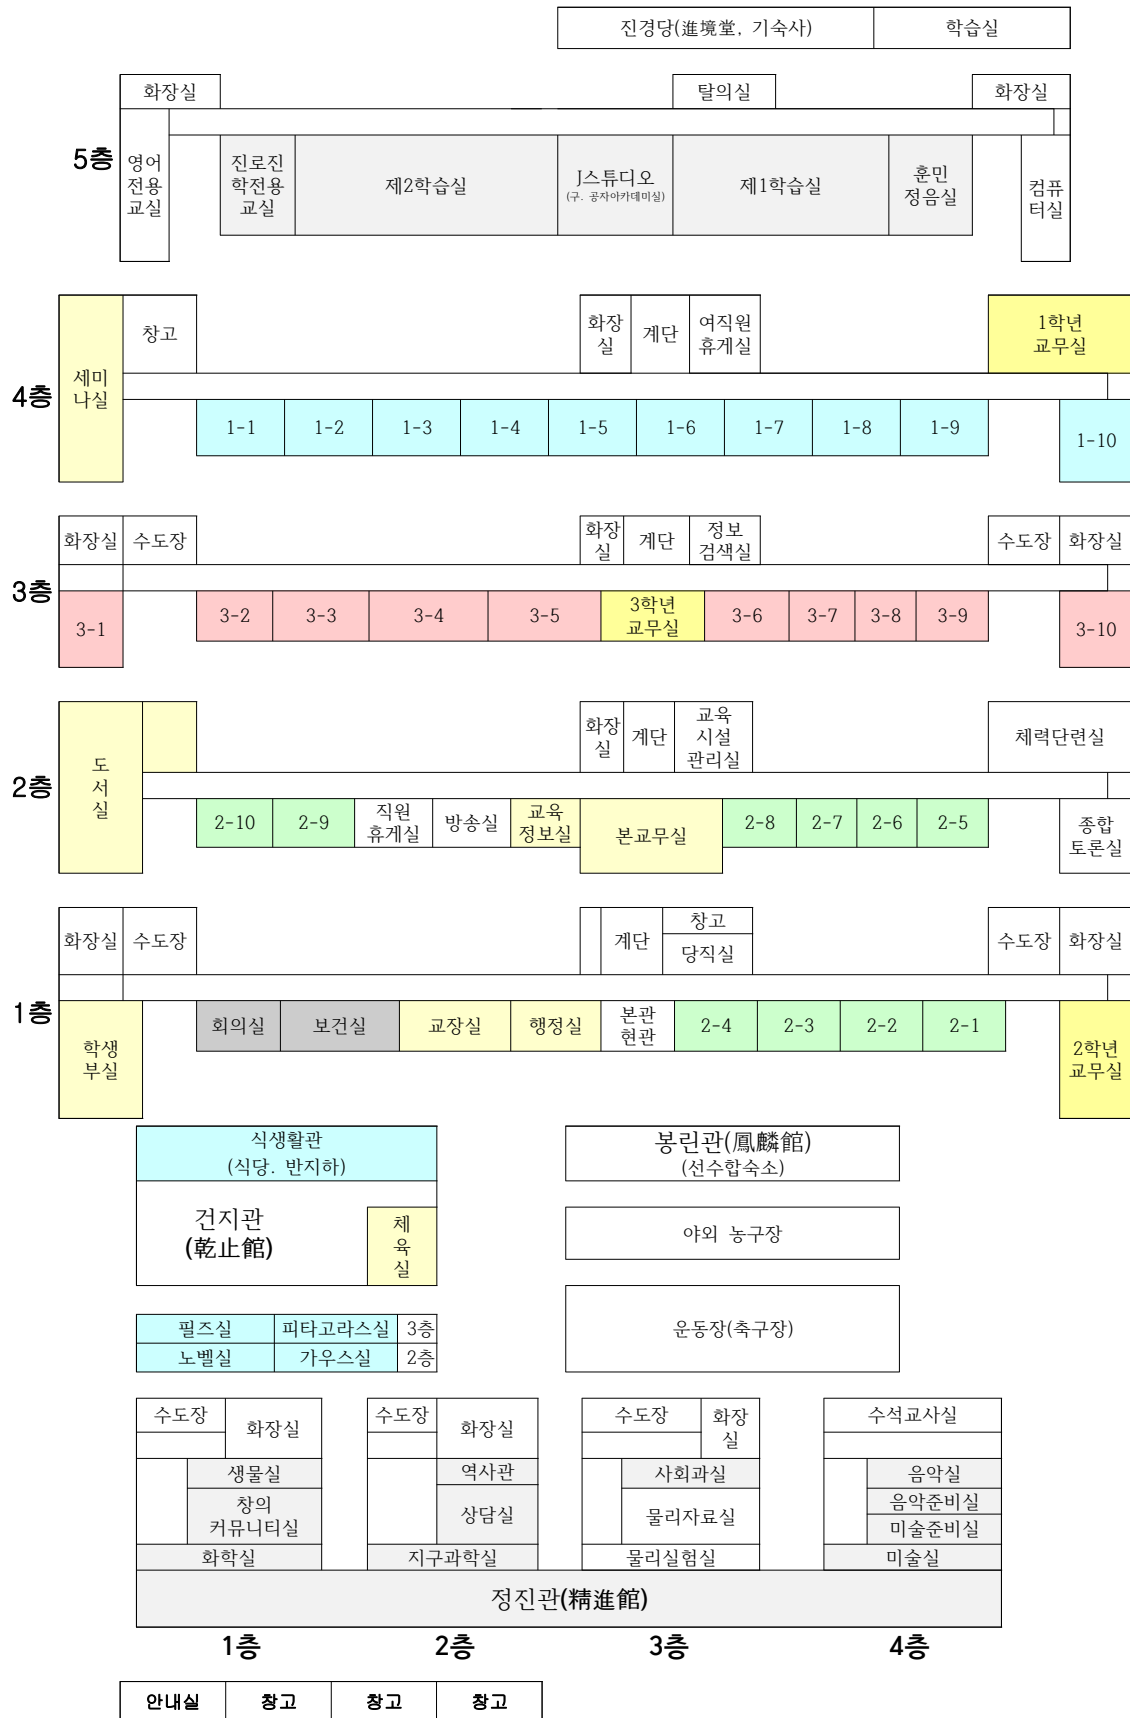 진경당(進境堂, 기숙사) 학습실
화장실 탈의실 화장실
5층
영어
전용
교실
진로진
학전용
교실
제2학습실
J스튜디오
(구. 공자아카데미실)
제1학습실
훈민
정음실
컴퓨
터실
4층
세미
나실
창고
화장
실
계단
여직원
휴게실
1학년
교무실
1-1 1-2 1-3 1-4 1-5 1-6 1-7 1-8 1-9 1-10
3층
화장실 수도장
화장
실
계단
정보
검색실
수도장 화장실
3-1 3-2 3-3 3-4 3-5
3학년
교무실
3-6 3-7 3-8 3-9 3-10
2층
도
서
실
화장
실
계단
교육
시설
관리실
체력단련실
2-10 2-9
직원
휴게실
방송실
교육
정보실
본교무실
2-8 2-7 2-6 2-5
종합
토론실
1층
화장실 수도장
계단
창고
당직실
수도장 화장실
학생
부실
회의실 보건실 교장실 행정실
본관
현관
2-4 2-3 2-2 2-1
2학년
교무실
식생활관
(식당. 반지하)
건지관
(乾止館)
체
육
실
봉린관(鳳麟館)
(선수합숙소)
야외 농구장
운동장(축구장)
필즈실 피타고라스실 3층
노벨실 가우스실 2층
수도장 화장실
생물실
창의
커뮤니티실
화학실
수도장 화장실
역사관
상담실
지구과학실
수도장
화장
실
사회과실
물리자료실
물리실험실
수석교사실
음악실
음악준비실
미술준비실
미술실
정진관(精進館)
1층 2층 3층 4층
안내실 창고 창고 창고